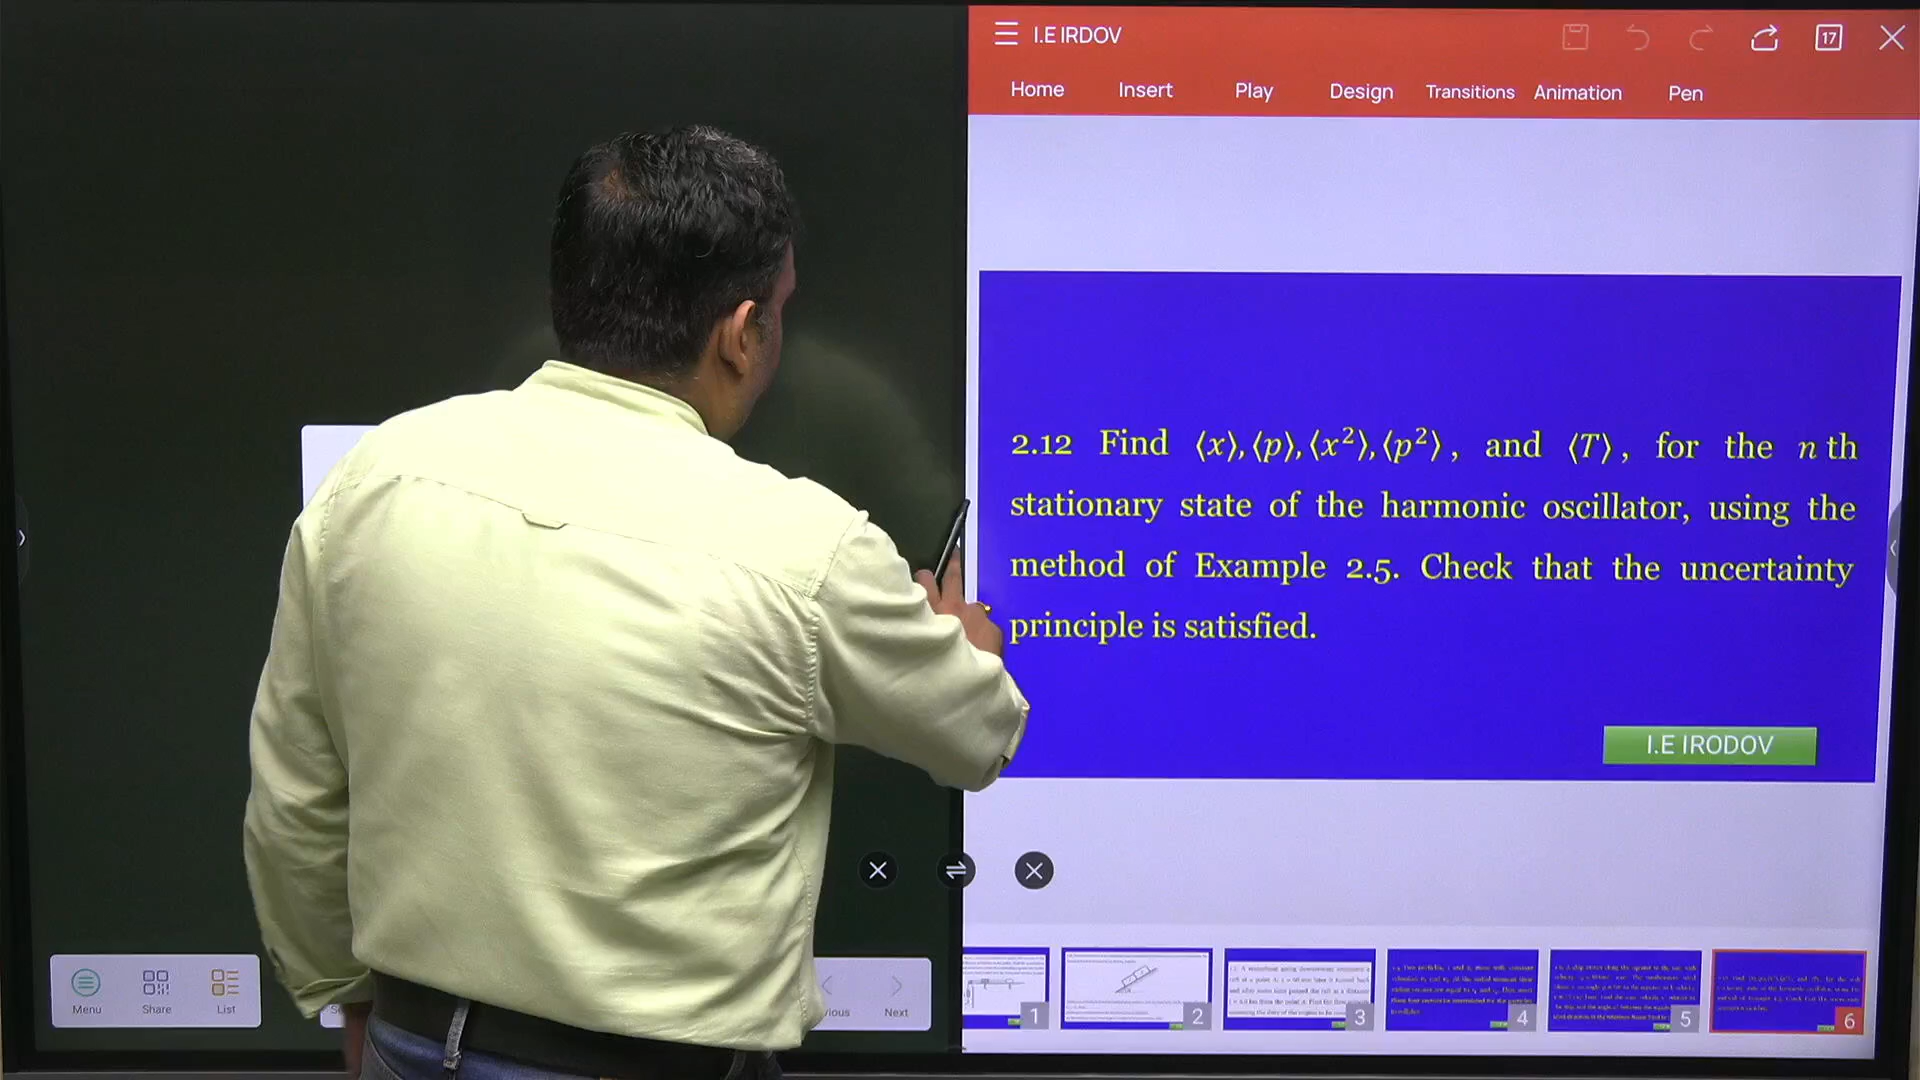 I.E IRDOV
17
Home Insert Play Design Transitions Animation Pen
2.12 Find ⟨x⟩, ⟨p⟩, ⟨x²⟩, ⟨p²⟩, and ⟨T⟩, for the n th
stationary state of the harmonic oscillator, using the
method of Example 2.5. Check that the uncertainty
principle is satisfied.
I.E IRODOV
Menu Share List
Next
1 2 3 4 5 6